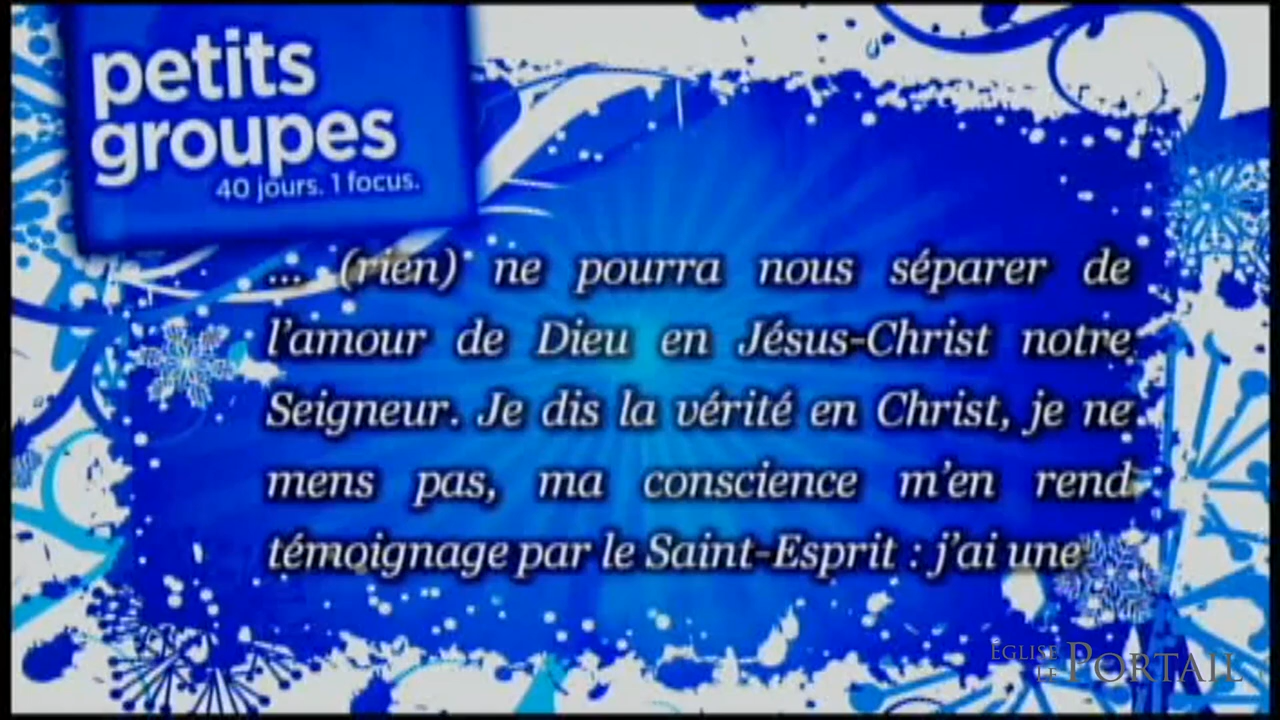 petits
groupes
40 jours. 1 focus.
... (rien) ne pourra nous séparer de
l'amour de Dieu en Jésus-Christ notre
Seigneur. Je dis la vérité en Christ, je ne
mens pas, ma conscience m'en rend
témoignage par le Saint-Esprit : j'ai une
ÉGLISE
LE PORTAIL